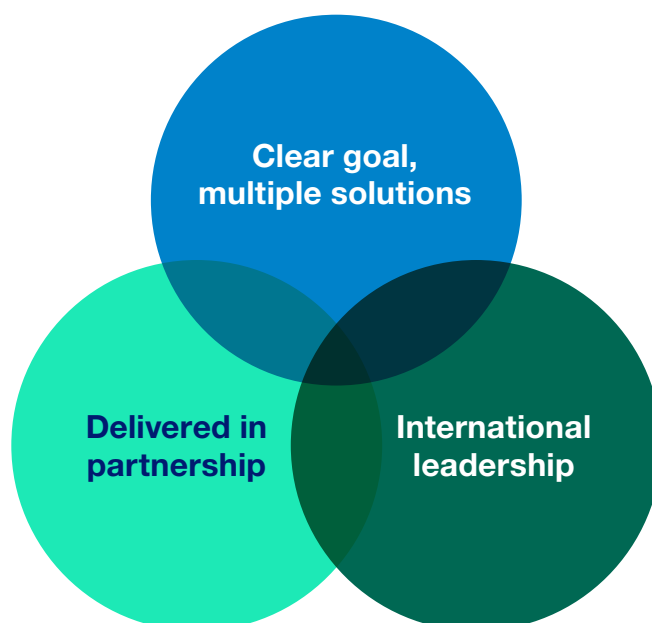 Clear goal,
multiple solutions
Delivered in
partnership
International
leadership